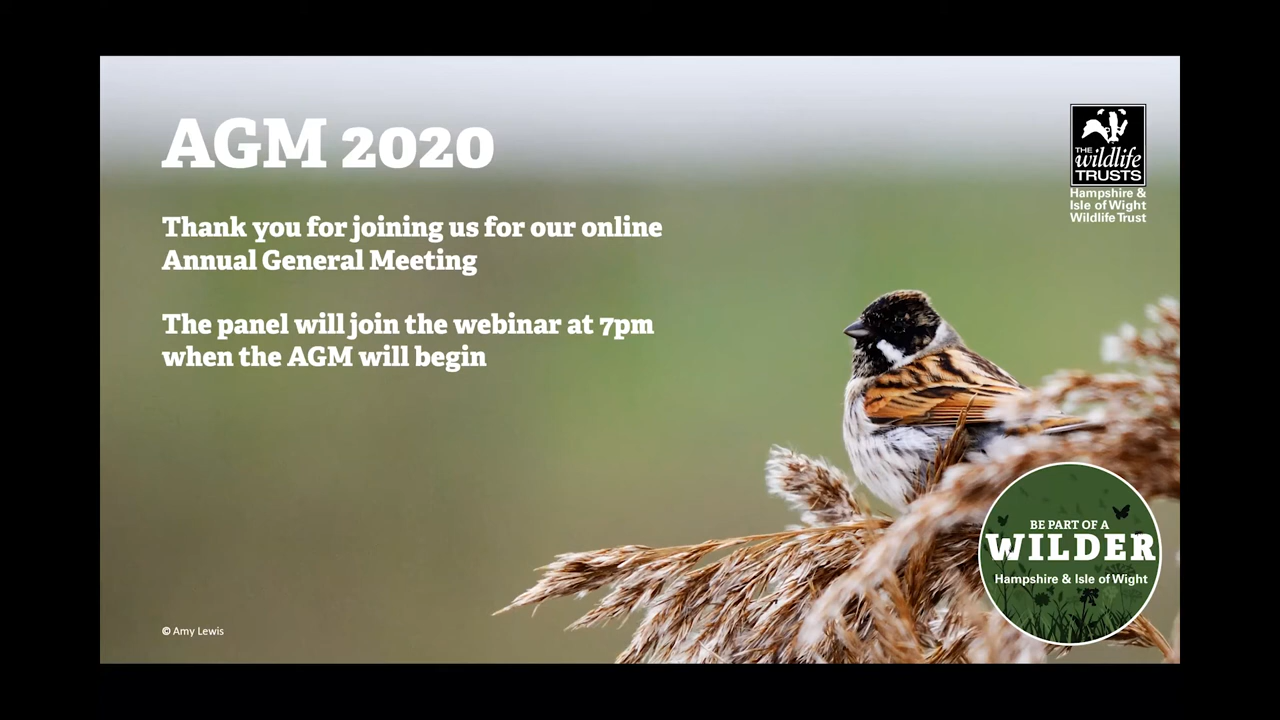 AGM 2020
Thank you for joining us for our online
Annual General Meeting
The panel will join the webinar at 7pm
when the AGM will begin
THE
wildlife
TRUSTS
Hampshire &
Isle of Wight
Wildlife Trust
BE PART OF A
WILDER
Hampshire & Isle of Wight
© Amy Lewis